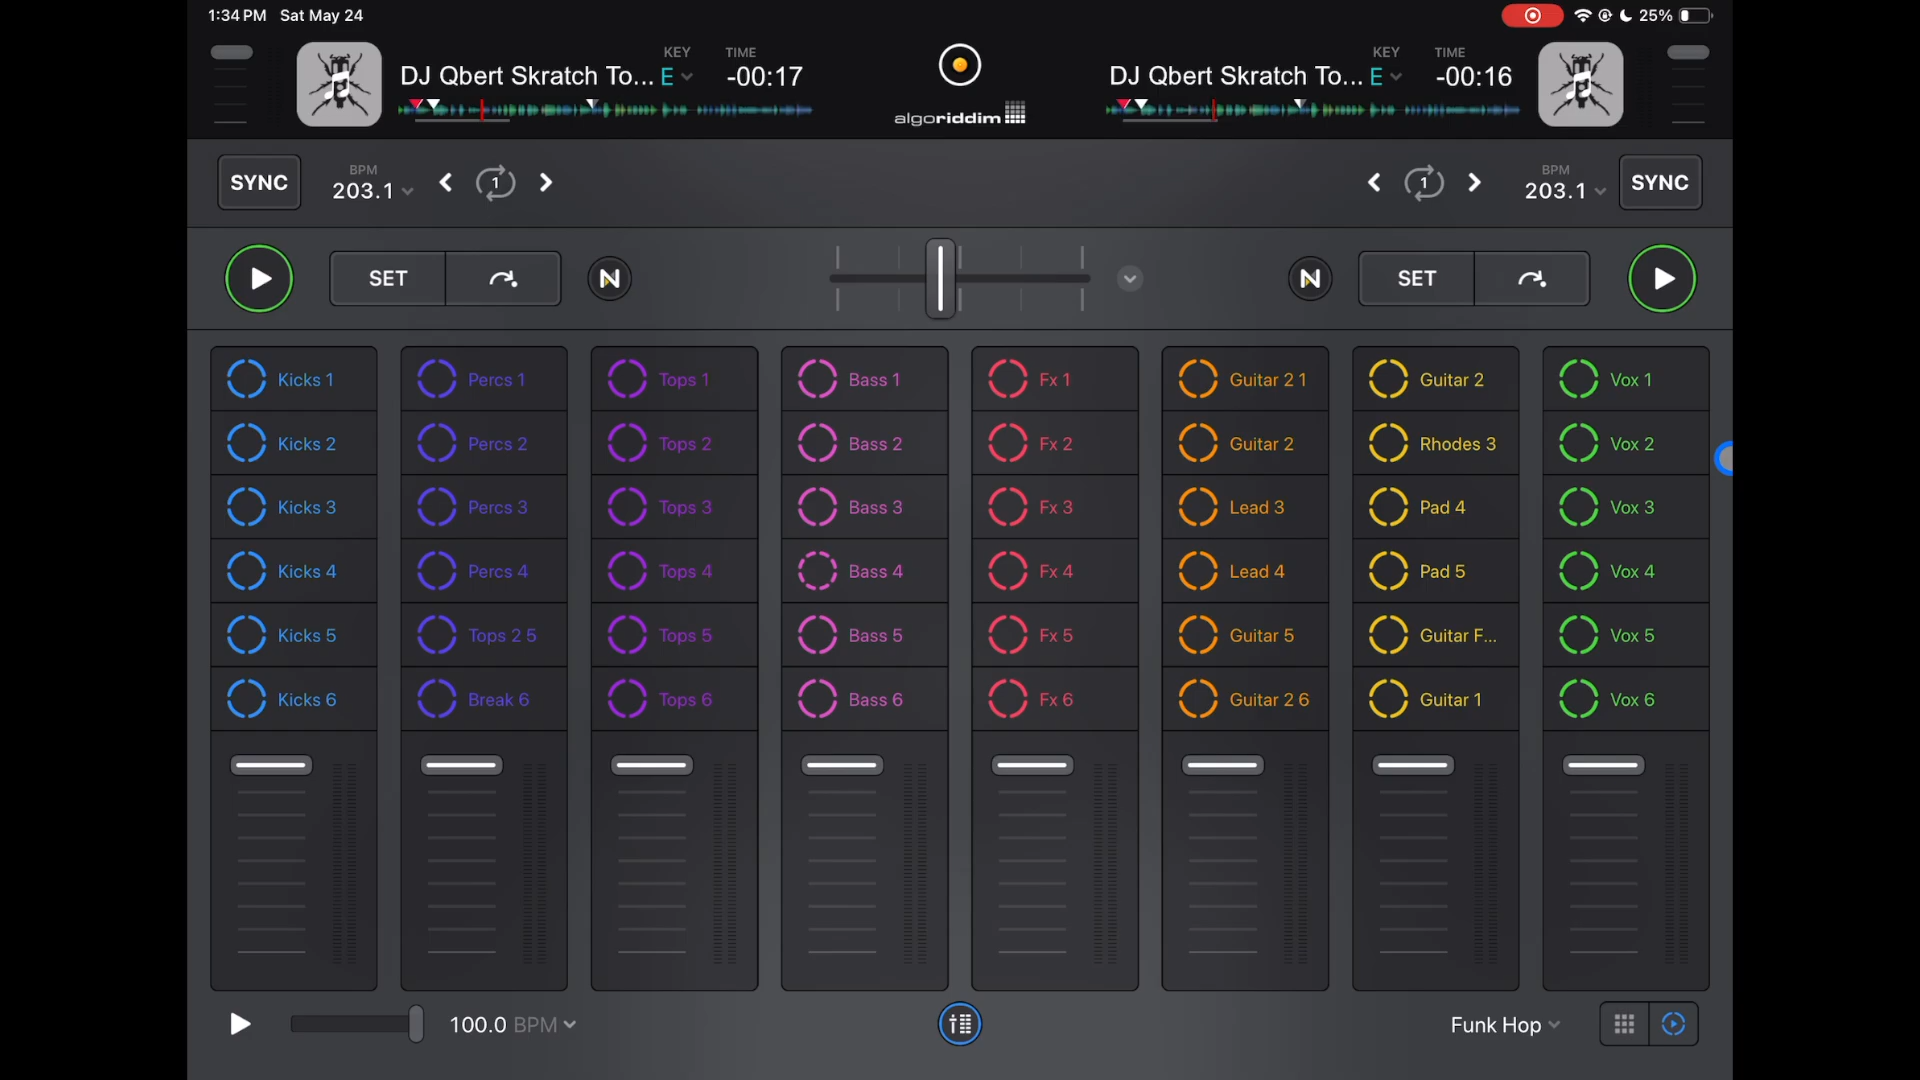 1:34 PM Sat May 24
25%
DJ Qbert Skratch To... KEY E TIME -00:17
algoriddim
DJ Qbert Skratch To... KEY E TIME -00:16
SYNC BPM 203.1 1
1 BPM 203.1 SYNC
SET
SET
Kicks 1 Percs 1 Tops 1 Bass 1 Fx 1 Guitar 2 1 Guitar 2 Vox 1
Kicks 2 Percs 2 Tops 2 Bass 2 Fx 2 Guitar 2 Rhodes 3 Vox 2
Kicks 3 Percs 3 Tops 3 Bass 3 Fx 3 Lead 3 Pad 4 Vox 3
Kicks 4 Percs 4 Tops 4 Bass 4 Fx 4 Lead 4 Pad 5 Vox 4
Kicks 5 Tops 2 5 Tops 5 Bass 5 Fx 5 Guitar 5 Guitar F... Vox 5
Kicks 6 Break 6 Tops 6 Bass 6 Fx 6 Guitar 2 6 Guitar 1 Vox 6
100.0 BPM Funk Hop